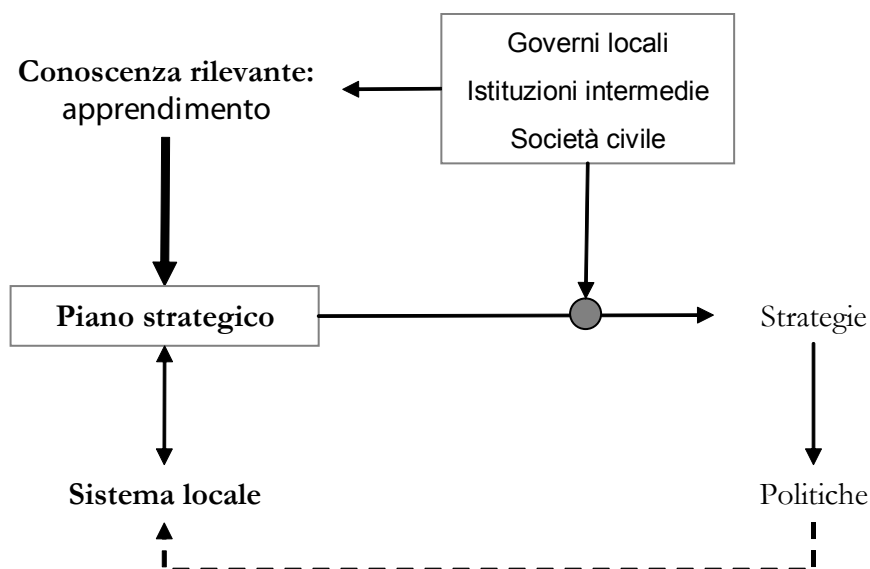 Governi locali
Istituzioni intermedie
Società civile
Conoscenza rilevante:
apprendimento
Piano strategico
Strategie
Sistema locale
Politiche